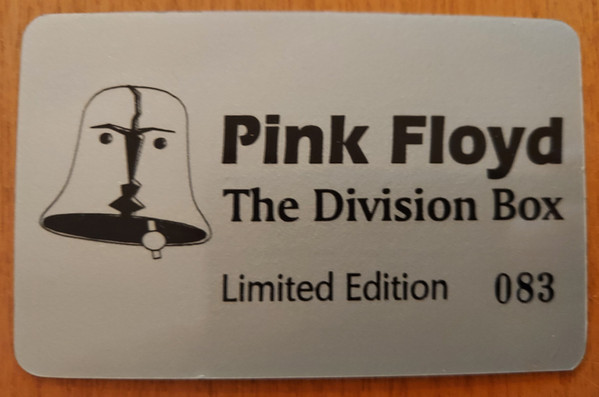 Pink Floyd
The Division Box
Limited Edition 083